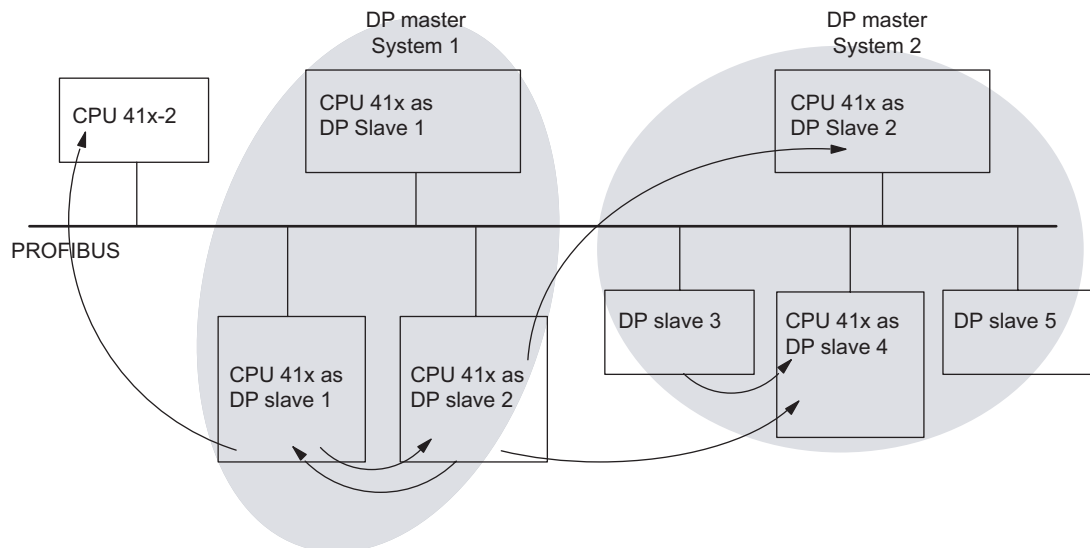 DP master
System 1
DP master
System 2
CPU 41x-2
CPU 41x as
DP Slave 1
CPU 41x as
DP Slave 2
PROFIBUS
CPU 41x as
DP slave 1
CPU 41x as
DP slave 2
DP slave 3
CPU 41x as
DP slave 4
DP slave 5